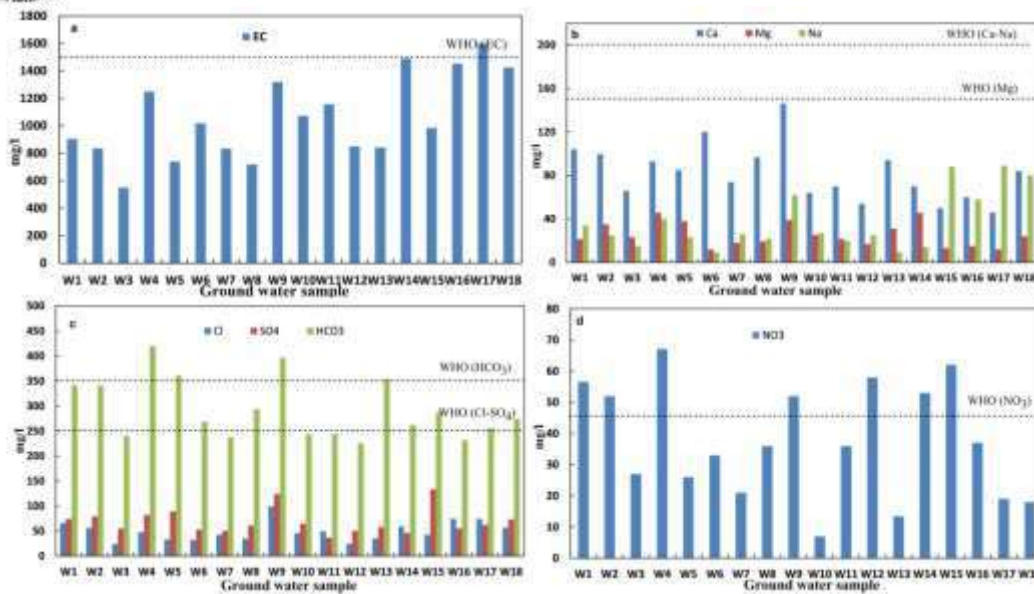 a
EC
WHO (EC)
1800
1600
1400
1200
1000
800
600
400
200
0
mg/l
W1 W2 W3 W4 W5 W6 W7 W8 W9 W10 W11 W12 W13 W14 W15 W16 W17 W18
Ground water sample
b
Ca Mg Na
WHO (Ca-Na)
WHO (Mg)
200
160
120
80
40
0
mg/l
W1 W2 W3 W4 W5 W6 W7 W8 W9 W10 W11 W12 W13 W14 W15 W16 W17 W18
Ground water sample
c
Cl SO4 HCO3
WHO (HCO3)
WHO (Cl-SO4)
500
450
400
350
300
250
200
150
100
50
0
mg/l
W1 W2 W3 W4 W5 W6 W7 W8 W9 W10 W11 W12 W13 W14 W15 W16 W17 W18
Ground water sample
d
NO3
WHO (NO3)
80
70
60
50
40
30
20
10
0
mg/l
W1 W2 W3 W4 W5 W6 W7 W8 W9 W10 W11 W12 W13 W14 W15 W16 W17
Ground water sample